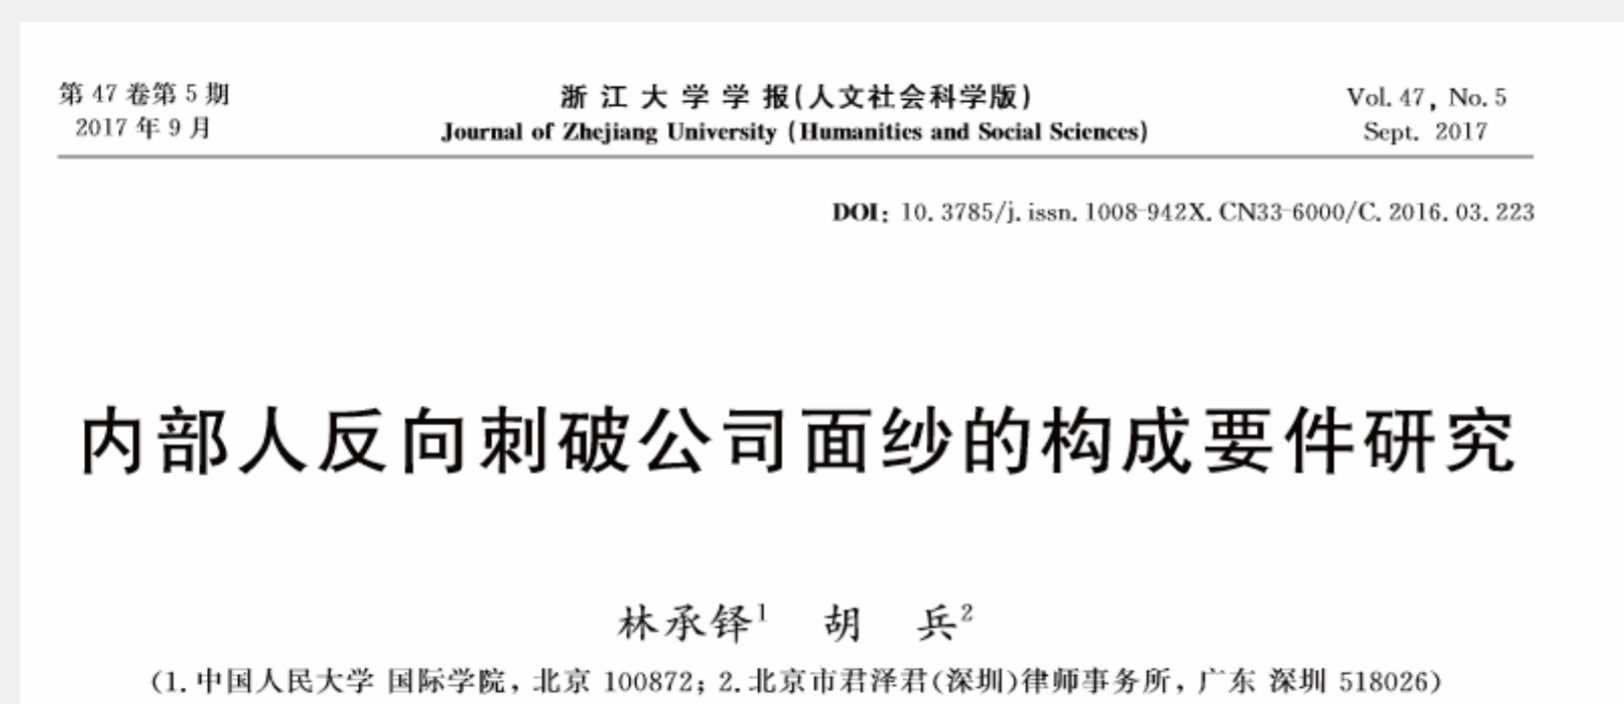 第 47 卷第 5 期
2017 年 9 月
浙 江 大 学 学 报(人文社会科学版)
Journal of Zhejiang University (Humanities and Social Sciences)
Vol. 47, No. 5
Sept. 2017
DOI: 10. 3785/j. issn. 1008-942X. CN33-6000/C. 2016. 03. 223
内部人反向刺破公司面纱的构成要件研究
林承铎¹ 胡 兵²
(1. 中国人民大学 国际学院, 北京 100872; 2. 北京市君泽君(深圳)律师事务所, 广东 深圳 518026)